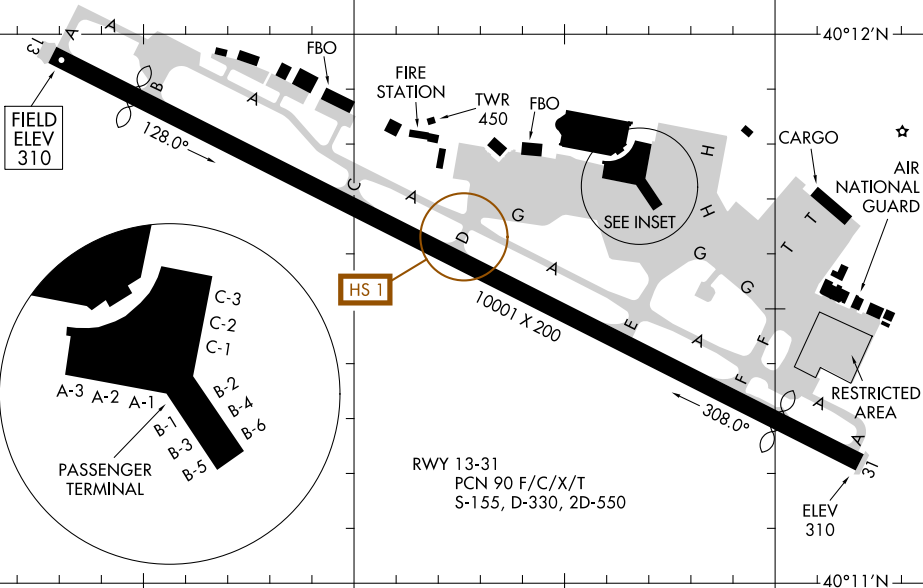 40°12'N
A
A
13
FBO
FIRE
STATION
TWR
450
FBO
B
A
FIELD
ELEV
310
128.0°
CARGO
H
AIR
NATIONAL
GUARD
C
A
G
H
SEE INSET
T
T
D
G
HS 1
A
G
10001 X 200
C-3
C-2
C-1
E
A
F
F
A-3
A-2
A-1
B-2
B-4
B-6
B-1
B-3
B-5
308.0°
RESTRICTED
AREA
A
A
PASSENGER
TERMINAL
RWY 13-31
PCN 90 F/C/X/T
S-155, D-330, 2D-550
31
ELEV
310
40°11'N